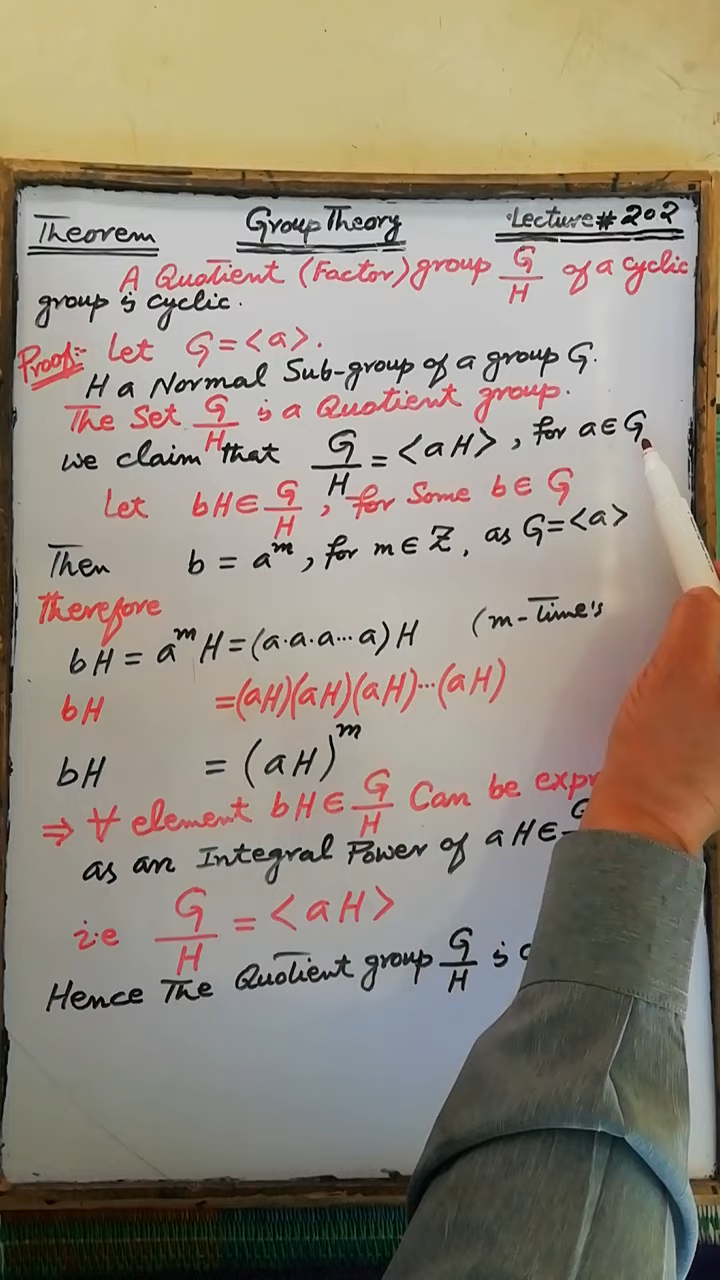 Theorem Group Theory Lecture # 202
A Quotient (Factor) group G/H of a cyclic
group is cyclic.
Proof:- Let G = <a>.
H a Normal Sub-group of a group G.
The Set G/H is a Quotient group.
we claim that G/H = <aH>, for a ∈ G
Let bH ∈ G/H, for Some b ∈ G
Then b = a^m, for m ∈ Z, as G = <a>
Therefore
bH = a^m H = (a·a·a...a) H (m-Time's
bH = (aH)(aH)(aH)...(aH)
bH = (aH)^m
⇒ ∀ element bH ∈ G/H Can be
as an Integral Power of aH ∈ G
i.e G/H = <aH>
Hence The Quotient group G/H is